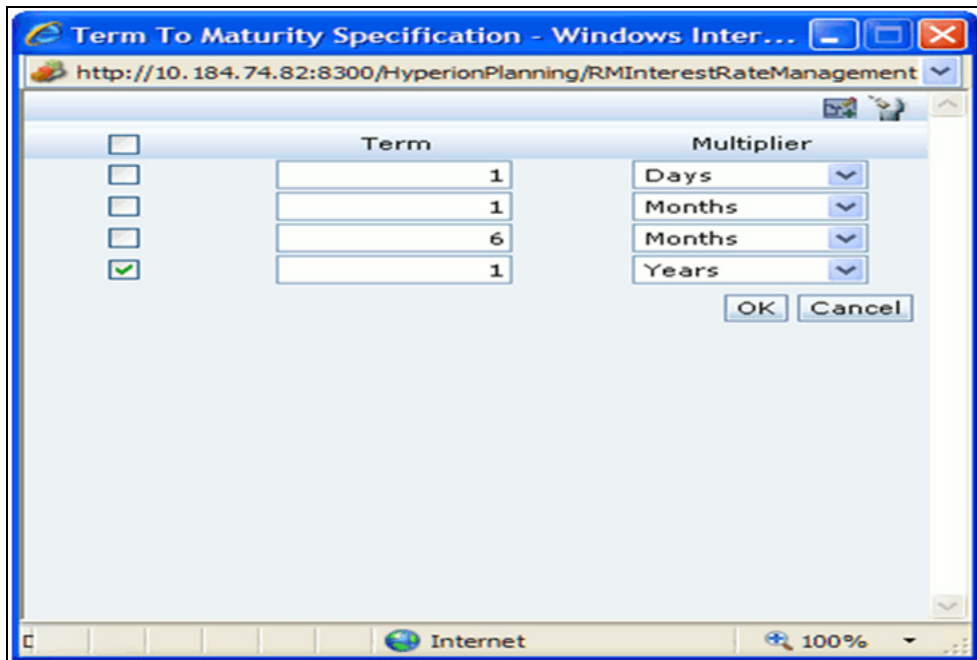 Term To Maturity Specification - Windows Inter...
http://10.184.74.82:8300/HyperionPlanning/RMInterestRateManagement
Term Multiplier
1 Days
1 Months
6 Months
1 Years
OK Cancel
Internet 100%